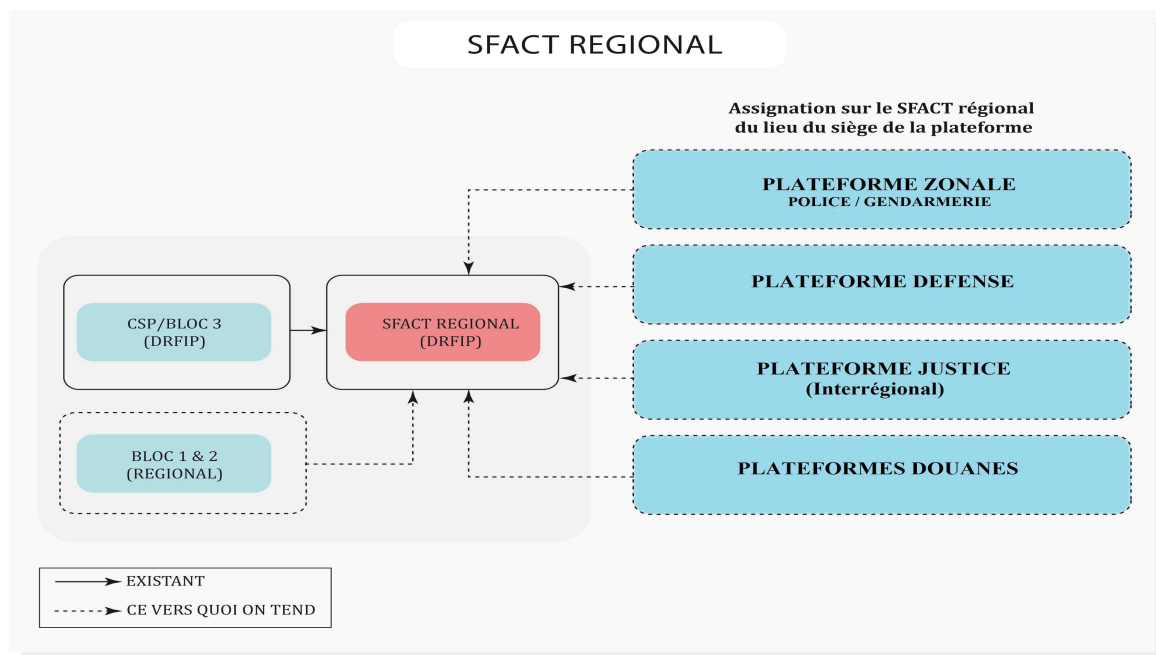 SFACT REGIONAL
Assignation sur le SFACT régional
du lieu du siège de la plateforme
PLATEFORME ZONALE
POLICE / GENDARMERIE
PLATEFORME DEFENSE
PLATEFORME JUSTICE
(Interrégional)
PLATEFORMES DOUANES
CSP/BLOC 3
(DRFIP)
SFACT REGIONAL
(DRFIP)
BLOC 1 & 2
(REGIONAL)
EXISTANT
CE VERS QUOI ON TEND